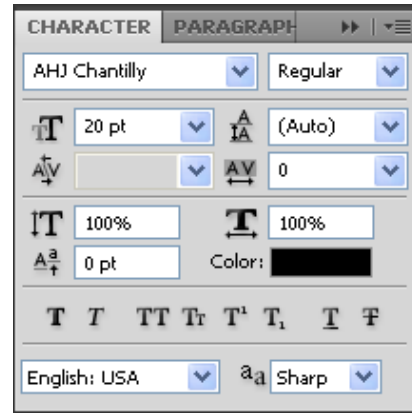 CHARACTER PARAGRAPH
AHJ Chantilly Regular
20 pt (Auto)
0
100% 100%
0 pt Color:
T T TT Tr T¹ T₁ T T
English: USA aa Sharp